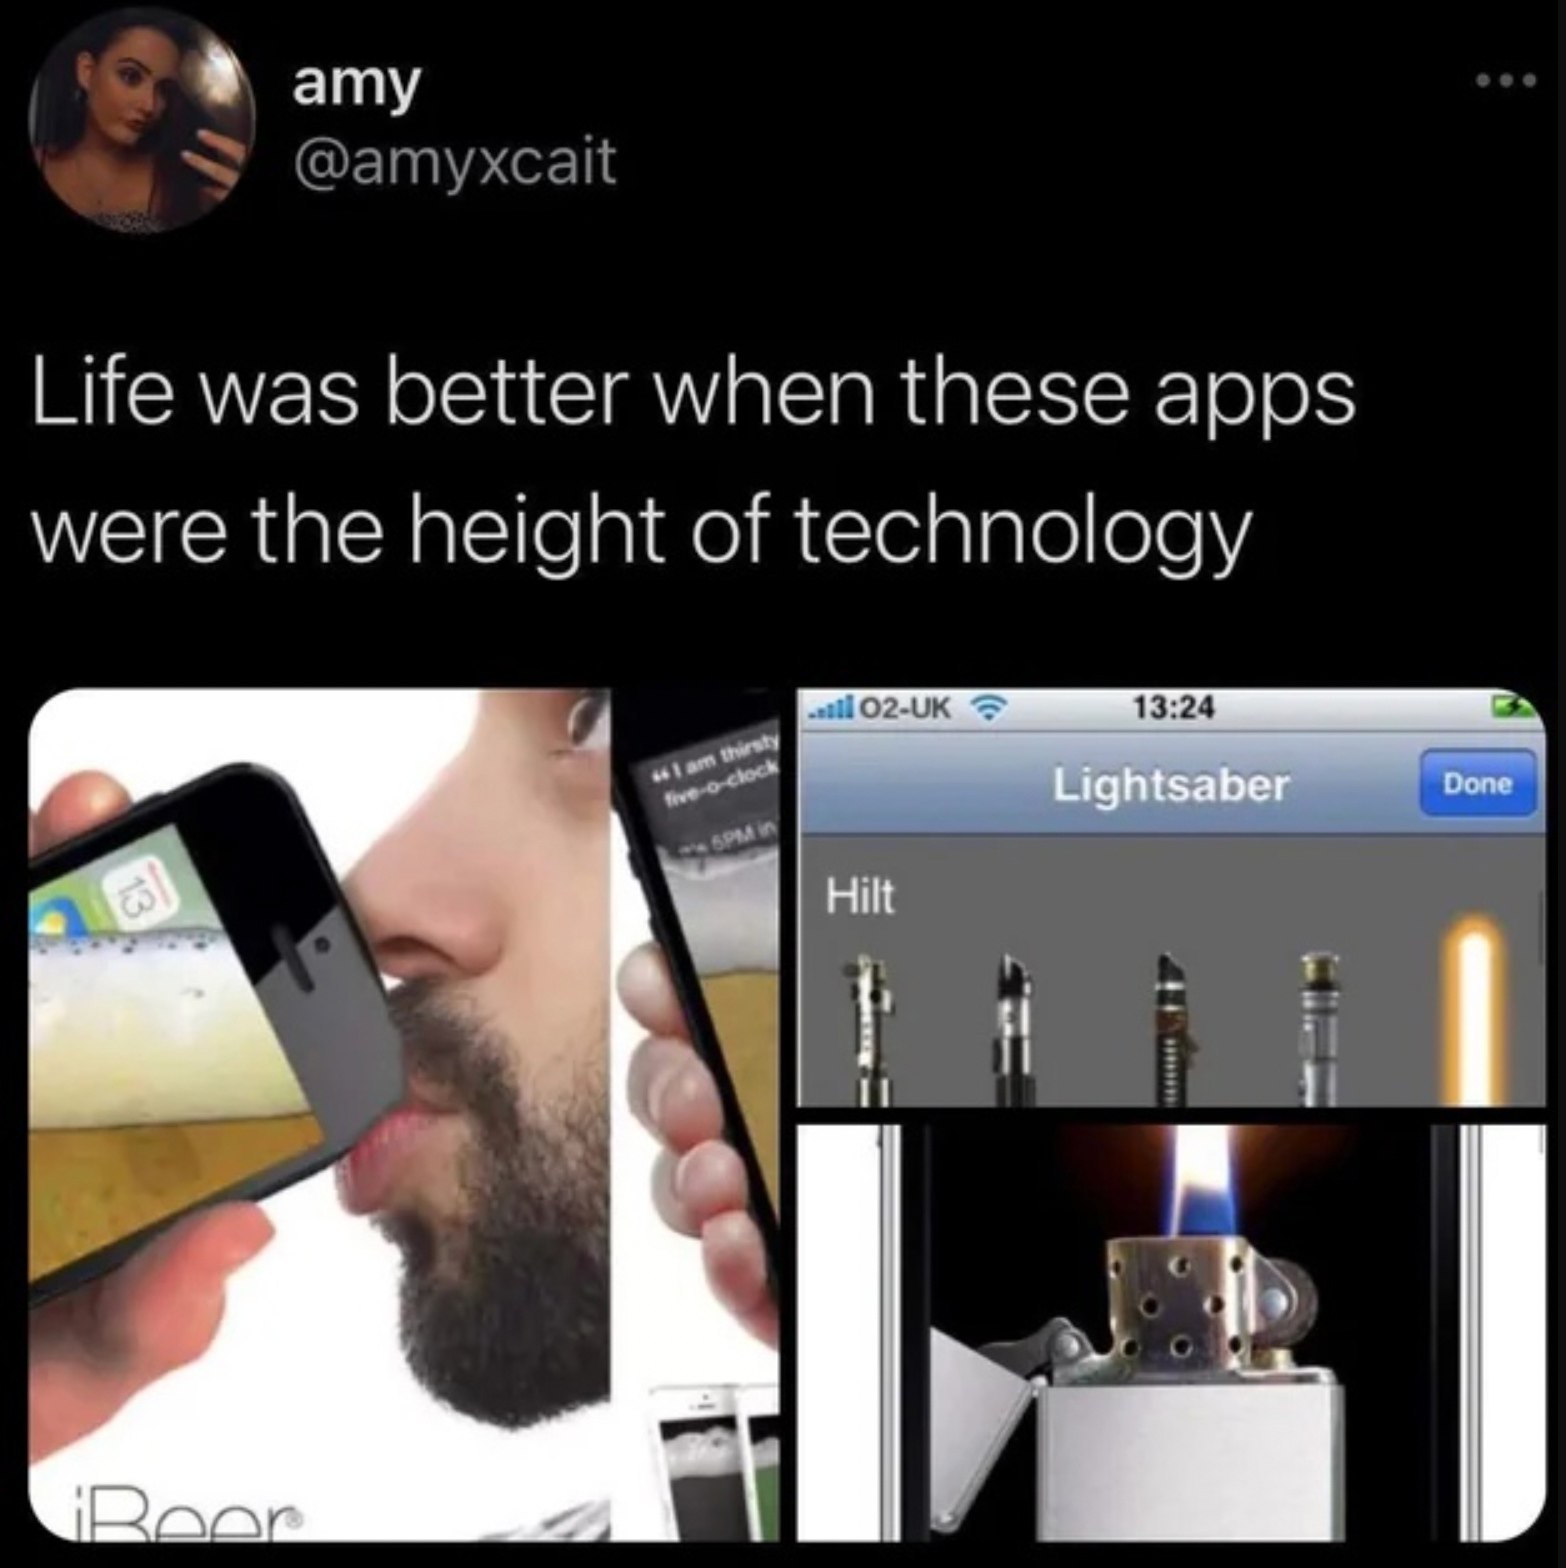 amy
@amyxcait
Life was better when these apps
were the height of technology
13
“I am thirsty
five-o-clock
5PM in
iBeer
O2-UK
13:24
Lightsaber
Done
Hilt